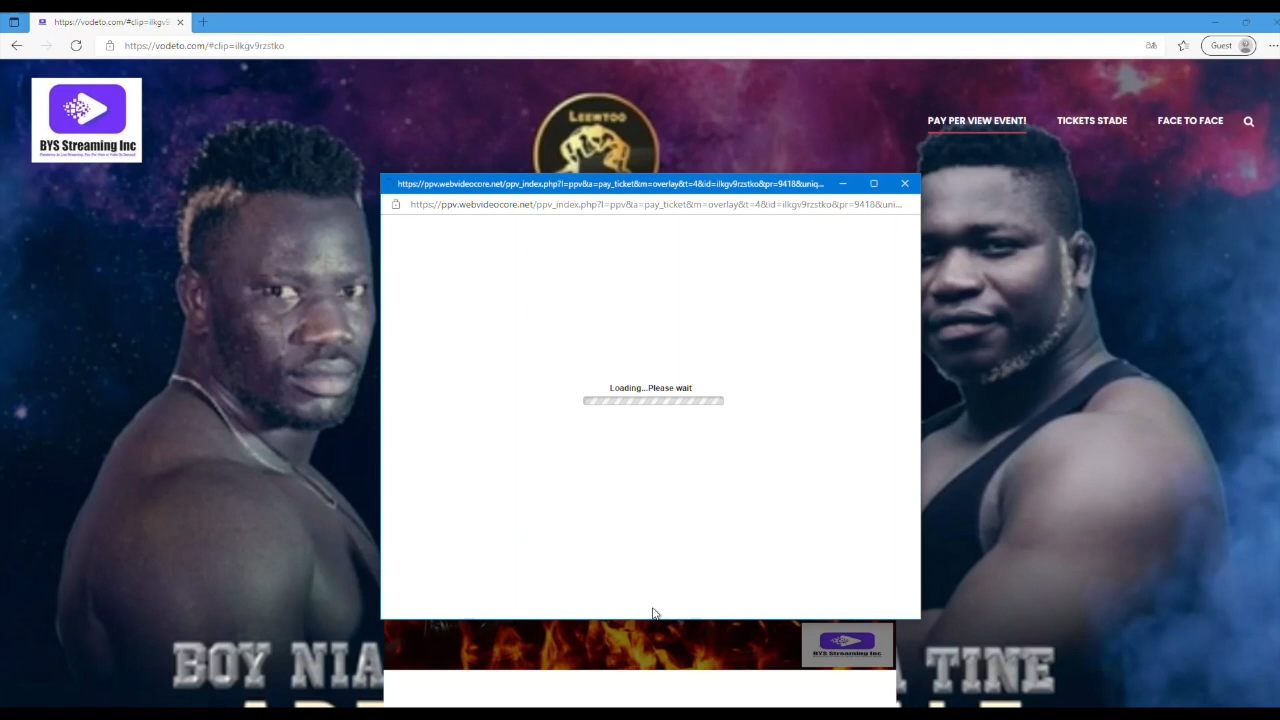 https://vodeto.com/#clip=ilkgv9
https://vodeto.com/#clip=ilkgv9rzstko
Guest
BYS Streaming Inc
LEEWTOO
PAY PER VIEW EVENT!
TICKETS STADE
FACE TO FACE
https://ppv.webvideocore.net/ppv_index.php?l=ppv&a=pay_ticket&m=overlay&t=4&id=ilkgv9rzstko&pr=9418&uniq...
https://ppv.webvideocore.net/ppv_index.php?l=ppv&a=pay_ticket&m=overlay&t=4&id=ilkgv9rzstko&pr=9418&uni...
Loading...Please wait
BYS Streaming Inc
BOY NIA
TINE